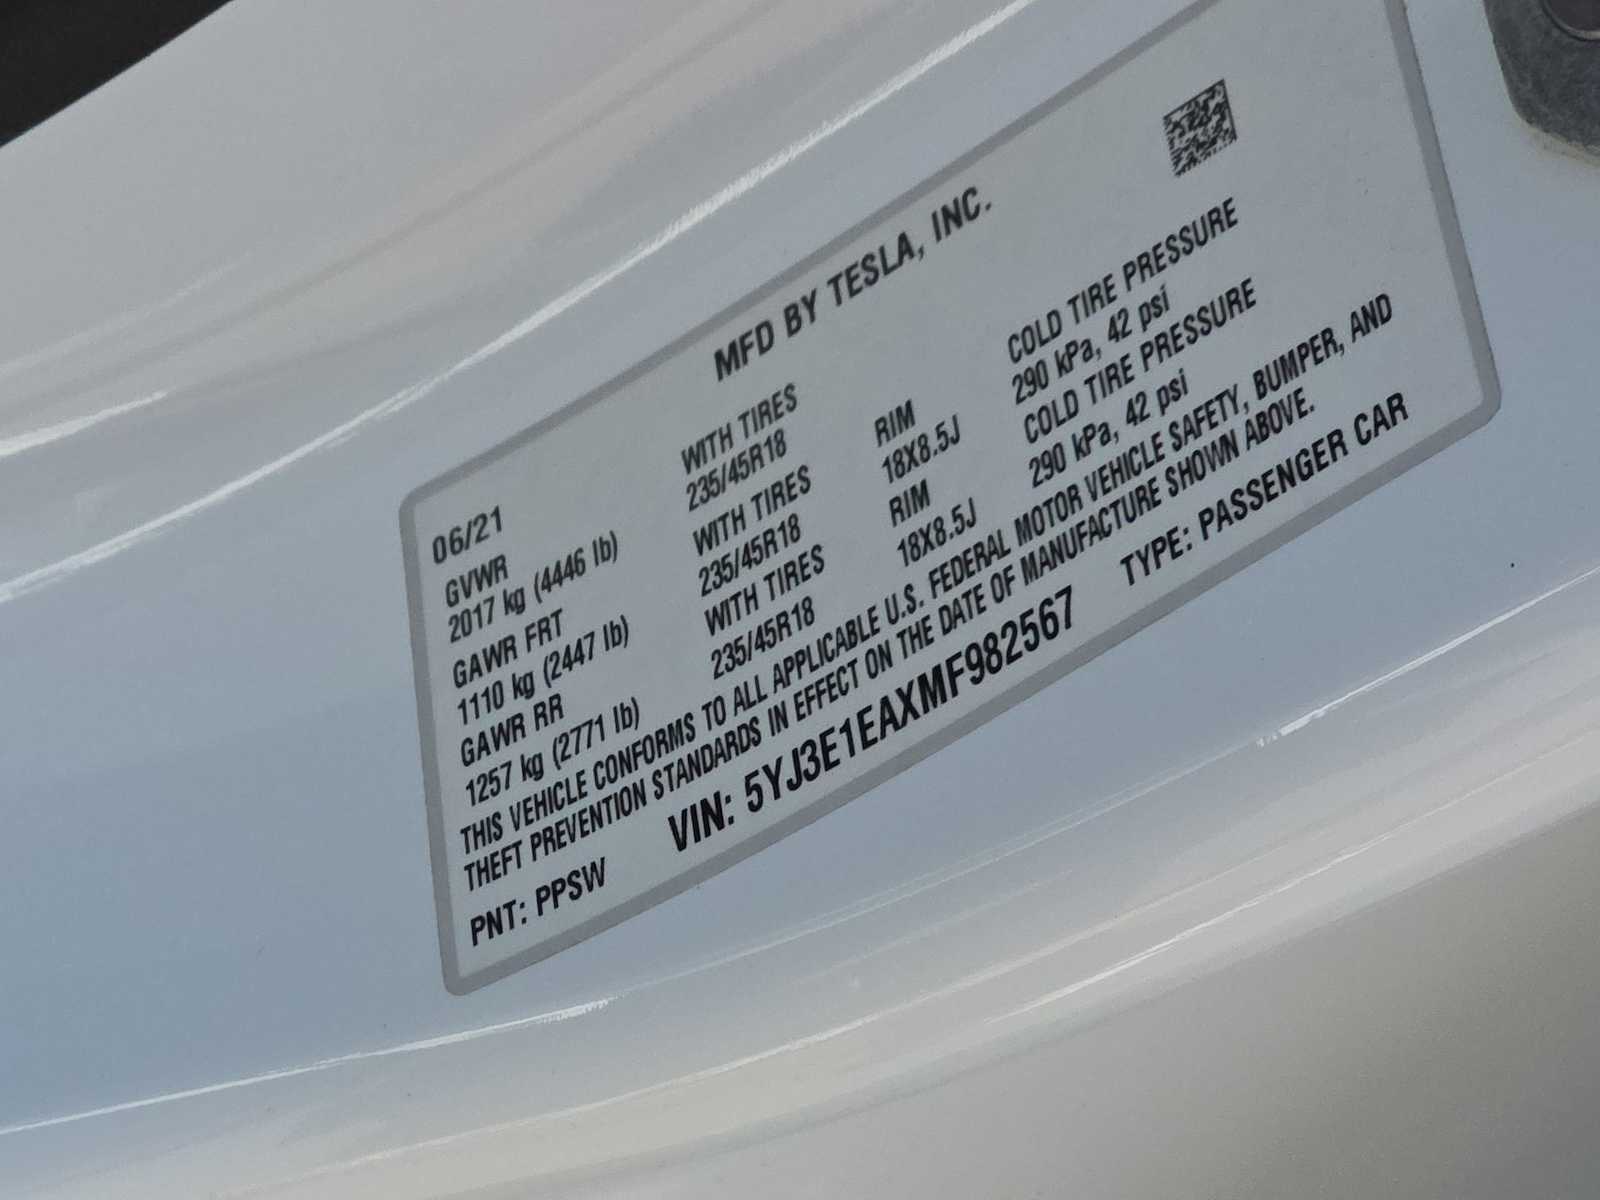 MFD BY TESLA, INC.
06/21
GVWR WITH TIRES RIM COLD TIRE PRESSURE
2017 kg (4446 lb) 235/45R18 18X8.5J 290 kPa, 42 psi
GAWR FRT WITH TIRES RIM COLD TIRE PRESSURE
1110 kg (2447 lb) 235/45R18 18X8.5J 290 kPa, 42 psi
GAWR RR WITH TIRES
1257 kg (2771 lb) 235/45R18
THIS VEHICLE CONFORMS TO ALL APPLICABLE U.S. FEDERAL MOTOR VEHICLE SAFETY, BUMPER, AND
THEFT PREVENTION STANDARDS IN EFFECT ON THE DATE OF MANUFACTURE SHOWN ABOVE.
PNT: PPSW VIN: 5YJ3E1EAXMF982567 TYPE: PASSENGER CAR